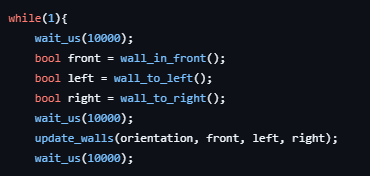 while(1){
    wait_us(10000);
    bool front = wall_in_front();
    bool left = wall_to_left();
    bool right = wall_to_right();
    wait_us(10000);
    update_walls(orientation, front, left, right);
    wait_us(10000);